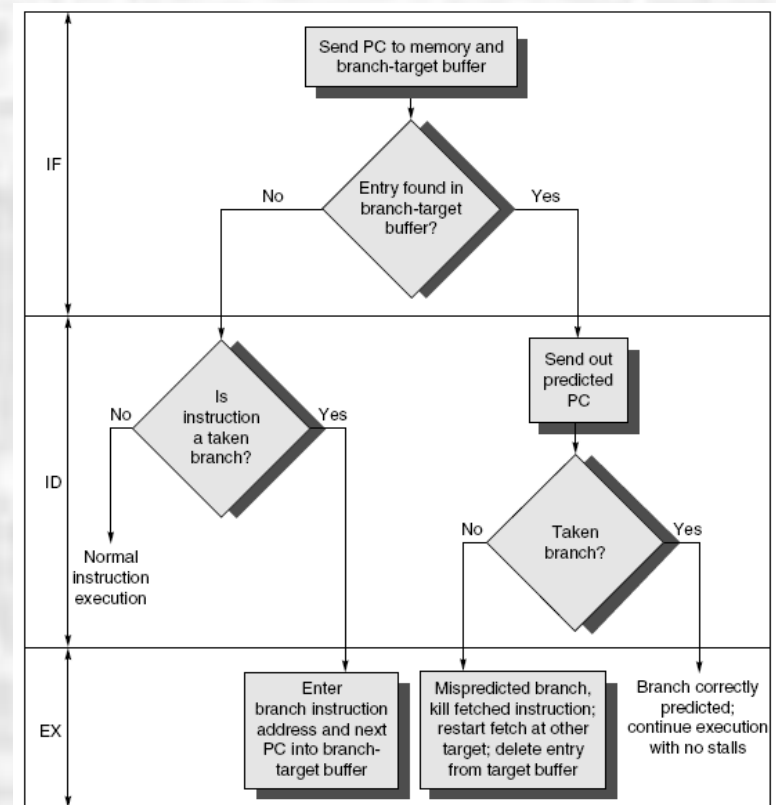 IF
Send PC to memory and
branch-target buffer
Entry found in
branch-target
buffer?
No
Yes
ID
Is
instruction
a taken
branch?
No
Yes
Normal
instruction
execution
Send out
predicted
PC
Taken
branch?
No
Yes
EX
Enter
branch instruction
address and next
PC into branch-
target buffer
Mispredicted branch,
kill fetched instruction;
restart fetch at other
target; delete entry
from target buffer
Branch correctly
predicted;
continue execution
with no stalls